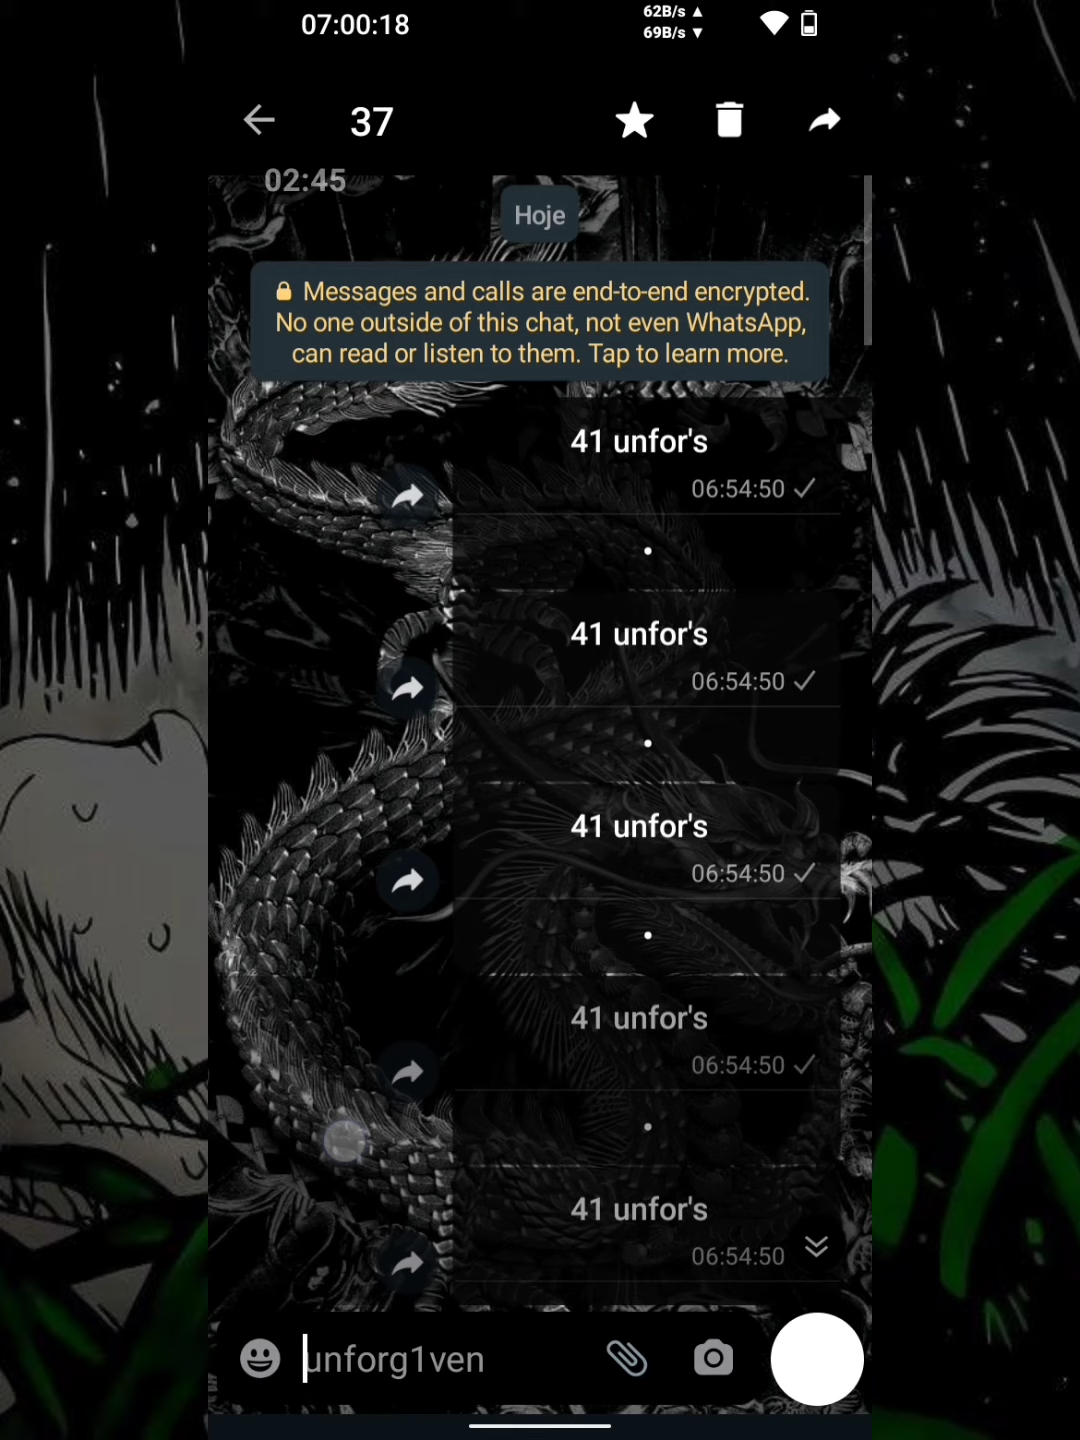 07:00:18
62B/s ▲
69B/s ▼
37
02:45
Hoje
Messages and calls are end-to-end encrypted.
No one outside of this chat, not even WhatsApp,
can read or listen to them. Tap to learn more.
41 unfor's
06:54:50
•
41 unfor's
06:54:50
•
41 unfor's
06:54:50
•
41 unfor's
06:54:50
•
41 unfor's
06:54:50
unforg1ven